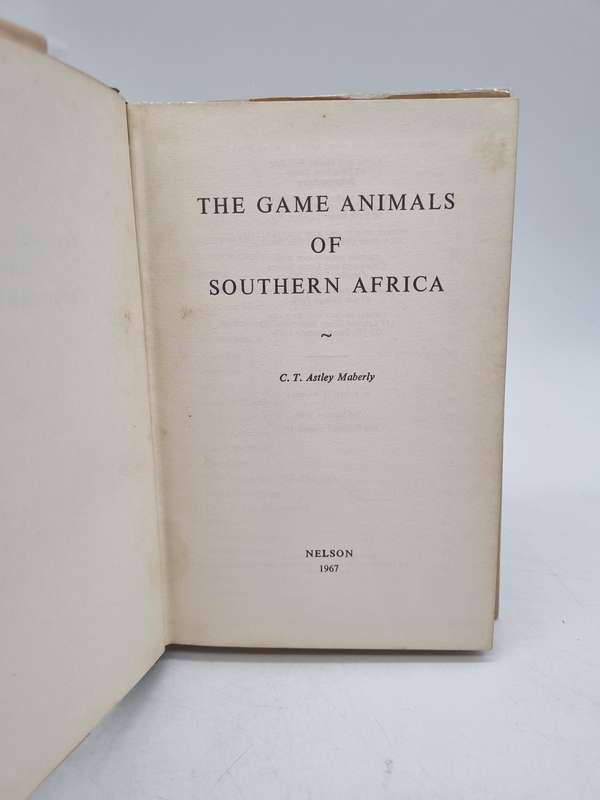 THE GAME ANIMALS
OF
SOUTHERN AFRICA
~
C. T. Astley Maberly
NELSON
1967